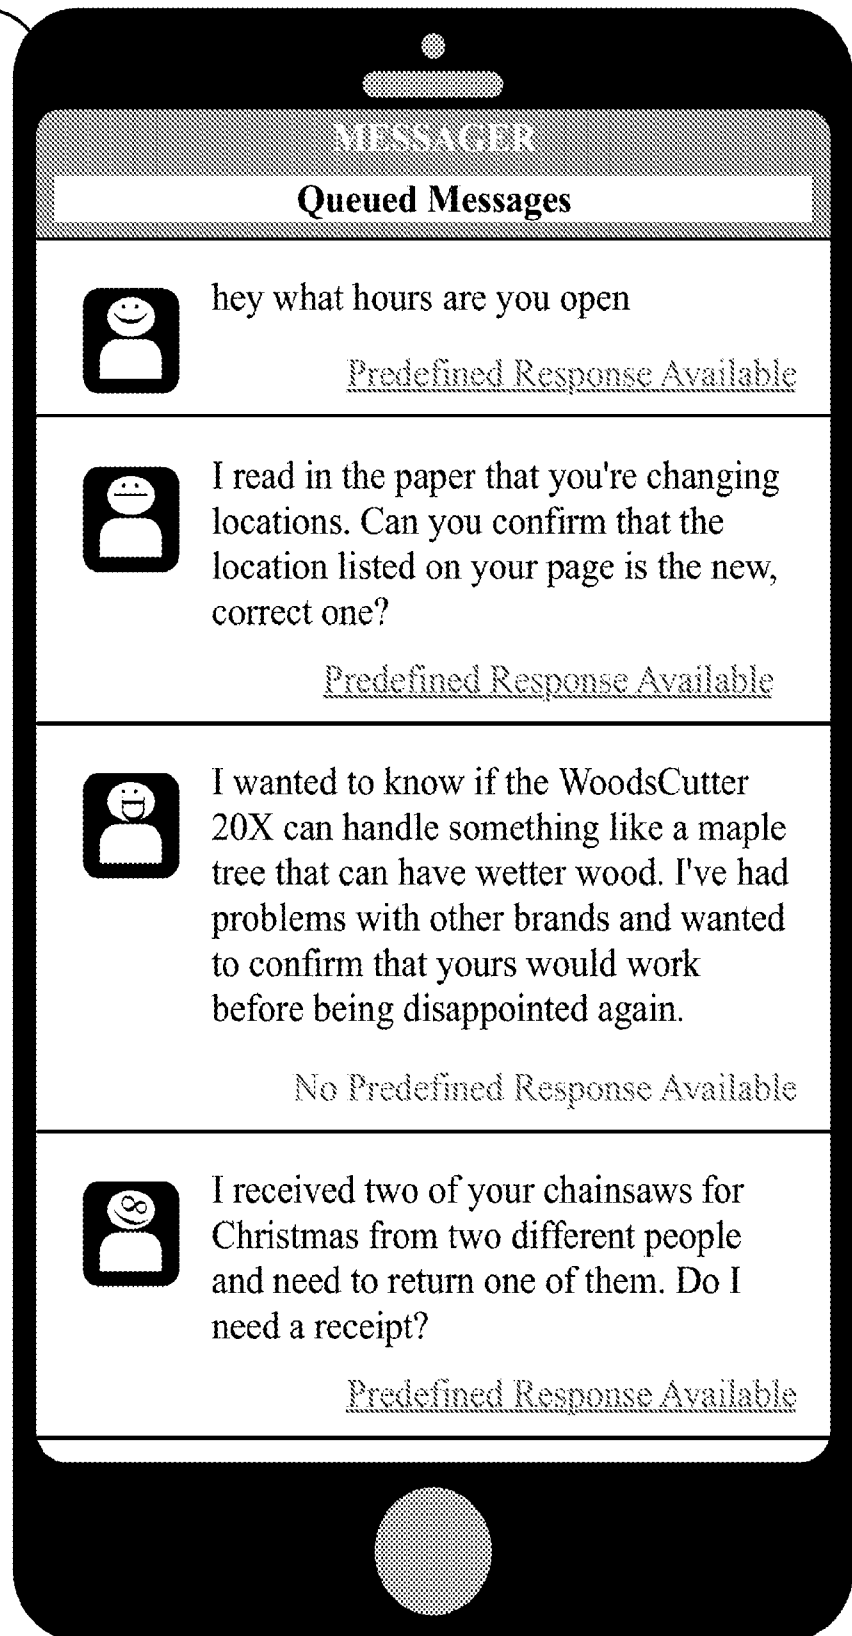 MESSAGER
Queued Messages
hey what hours are you open
Predefined Response Available
I read in the paper that you're changing
locations. Can you confirm that the
location listed on your page is the new,
correct one?
Predefined Response Available
I wanted to know if the WoodsCutter
20X can handle something like a maple
tree that can have wetter wood. I've had
problems with other brands and wanted
to confirm that yours would work
before being disappointed again.
No Predefined Response Available
I received two of your chainsaws for
Christmas from two different people
and need to return one of them. Do I
need a receipt?
Predefined Response Available